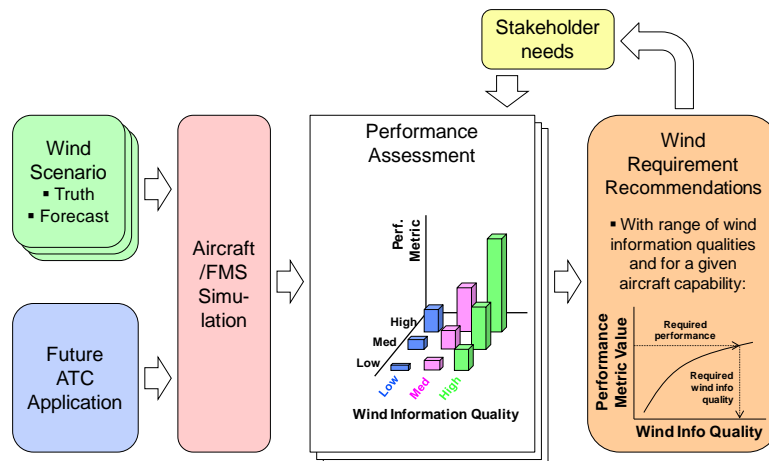 Stakeholder
needs
Wind
Scenario
▪ Truth
▪ Forecast
Future
ATC
Application
Aircraft
/FMS
Simu-
lation
Performance
Assessment
Perf.
Metric
High
Med
Low
Low
Med
High
Wind Information Quality
Wind
Requirement
Recommendations
▪ With range of wind
information qualities
and for a given
aircraft capability:
Performance
Metric Value
Required
performance
Required
wind info
quality
Wind Info Quality